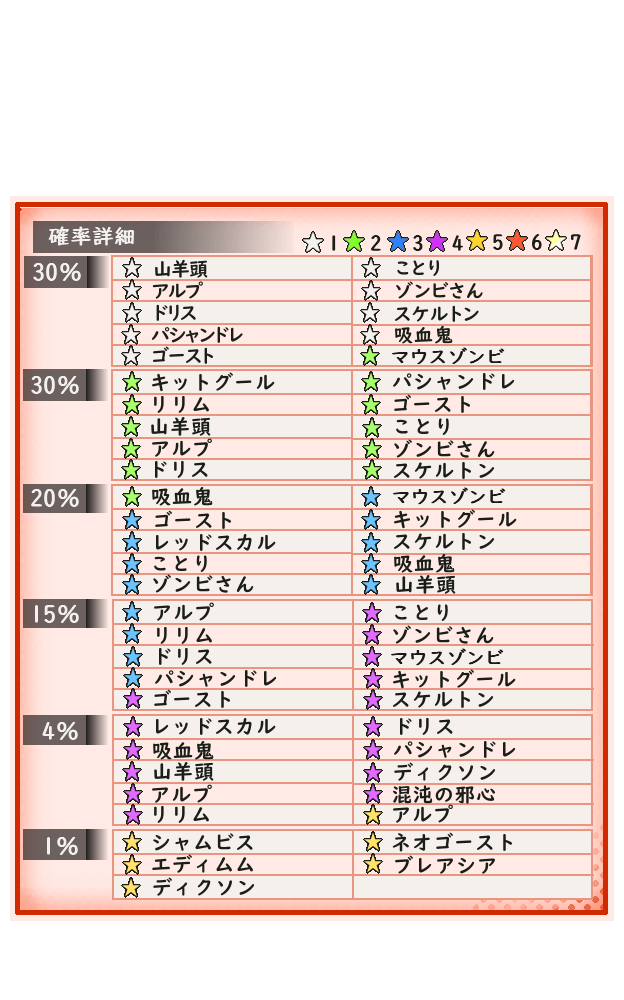 確率詳細
☆1★2★3★4★5★6☆7
30%
☆山羊頭 ☆ことり
☆アルプ ☆ゾンビさん
☆ドリス ☆スケルトン
☆パシャンドレ ☆吸血鬼
☆ゴースト ★マウスゾンビ
30%
★キットグール ★パシャンドレ
★リリム ★ゴースト
★山羊頭 ★ことり
★アルプ ★ゾンビさん
★ドリス ★スケルトン
20%
★吸血鬼 ★マウスゾンビ
★ゴースト ★キットグール
★レッドスカル ★スケルトン
★ことり ★吸血鬼
★ゾンビさん ★山羊頭
15%
★アルプ ★ことり
★リリム ★ゾンビさん
★ドリス ★マウスゾンビ
★パシャンドレ ★キットグール
★ゴースト ★スケルトン
4%
★レッドスカル ★ドリス
★吸血鬼 ★パシャンドレ
★山羊頭 ★ディクソン
★アルプ ★混沌の邪心
★リリム ★アルプ
1%
★シャムビス ★ネオゴースト
★エディムム ★ブレアシア
★ディクソン